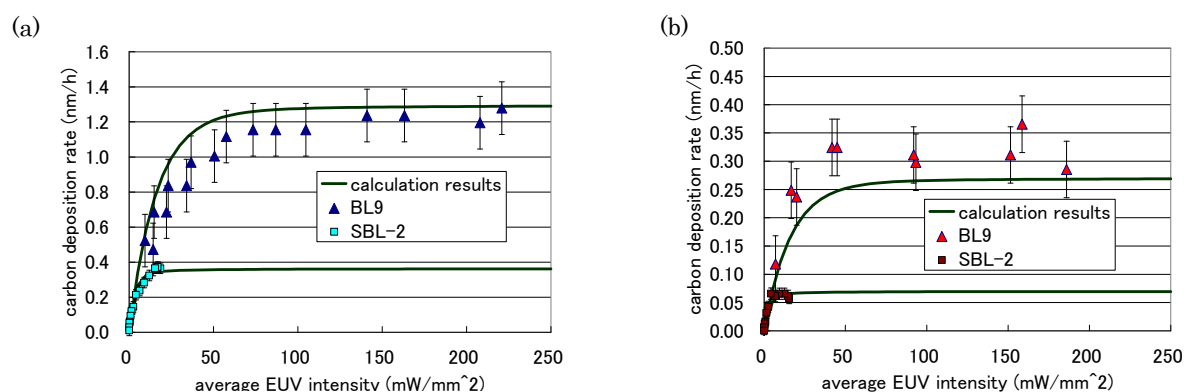 (a)
1.6
1.4
1.2
1.0
0.8
0.6
0.4
0.2
0.0
carbon deposition rate (nm/h)
calculation results
BL9
SBL-2
0 50 100 150 200 250
average EUV intensity (mW/mm^2)
(b)
0.50
0.45
0.40
0.35
0.30
0.25
0.20
0.15
0.10
0.05
0.00
carbon deposition rate (nm/h)
calculation results
BL9
SBL-2
0 50 100 150 200 250
average EUV intensity (mW/mm^2)